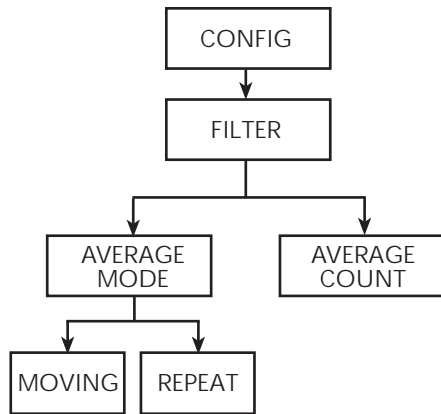 CONFIG
FILTER
AVERAGE
MODE
AVERAGE
COUNT
MOVING
REPEAT